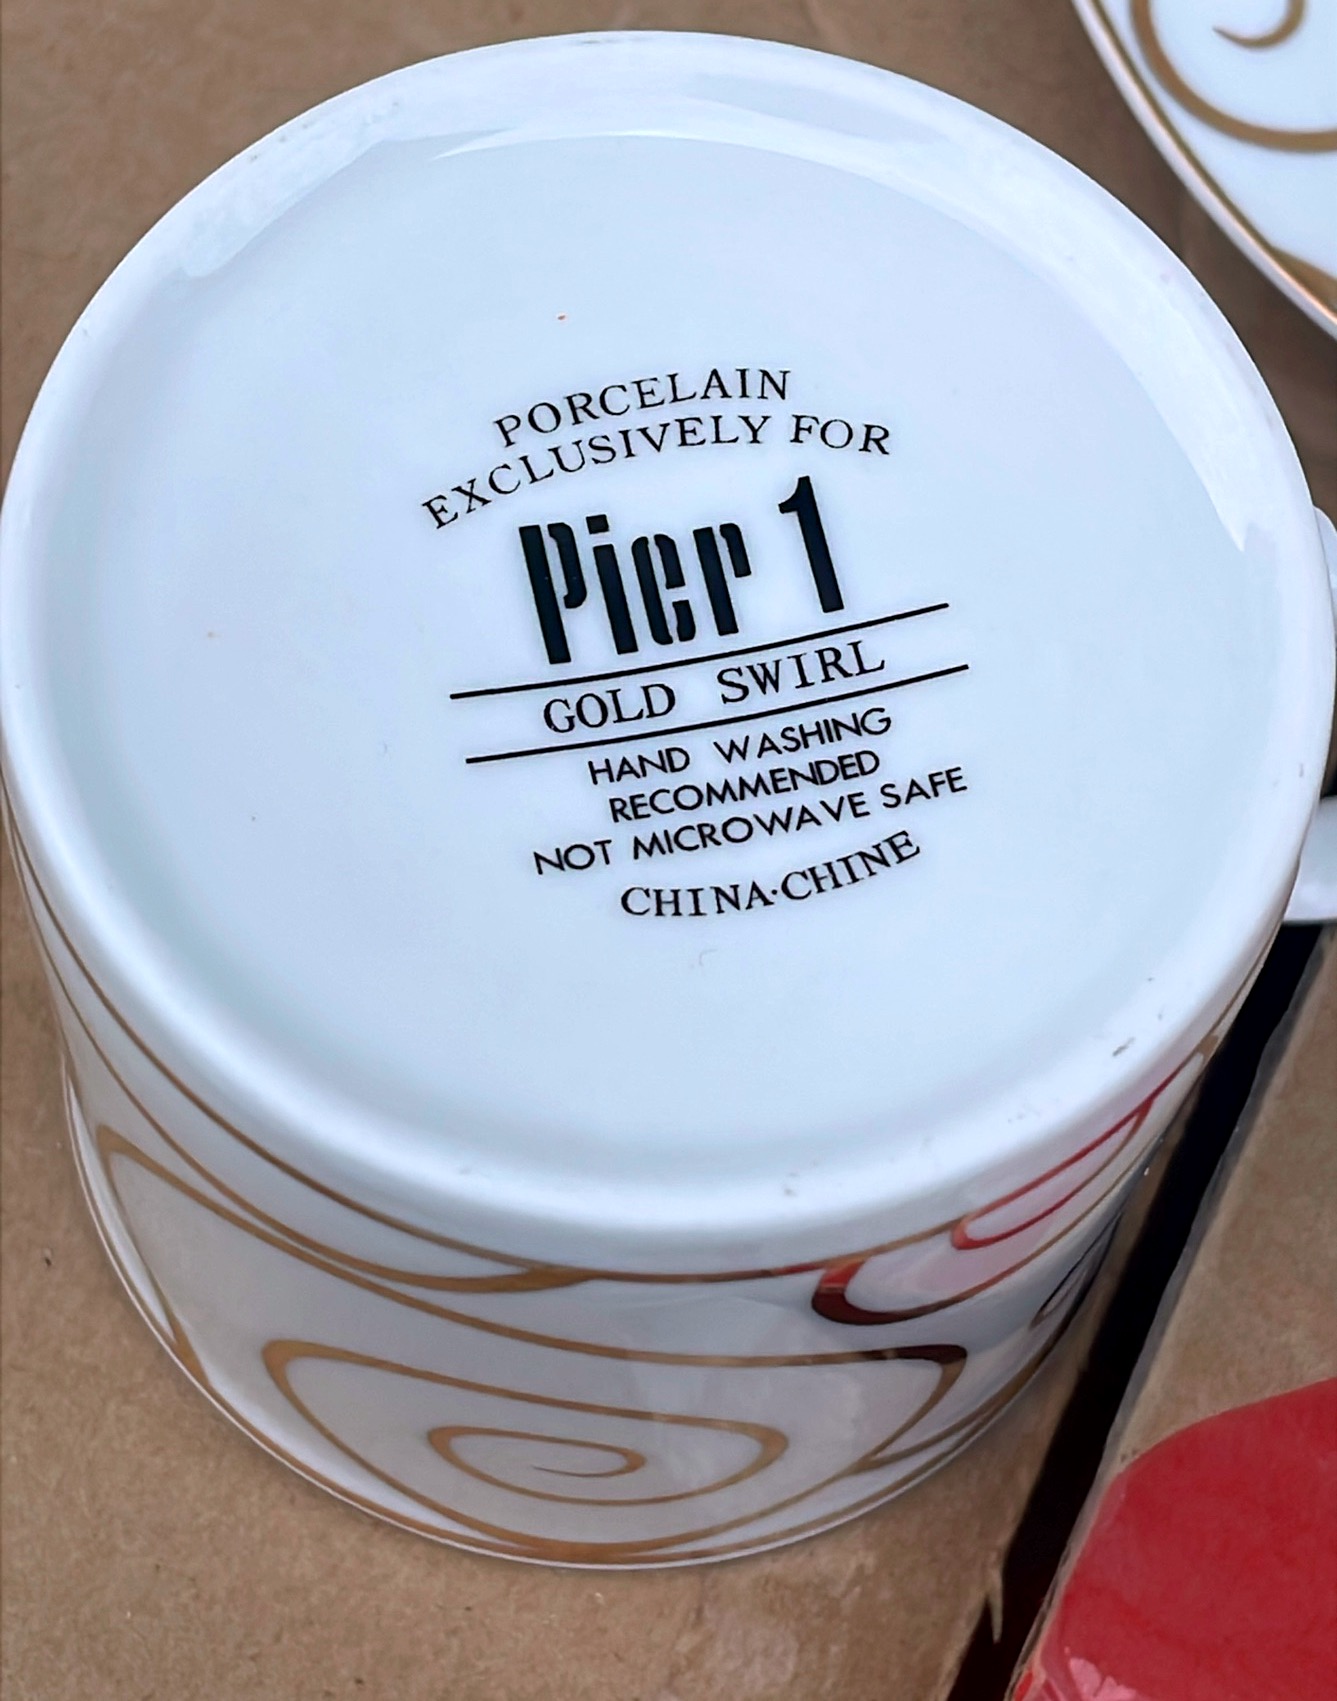 PORCELAIN
EXCLUSIVELY FOR
Pier 1
GOLD SWIRL
HAND WASHING
RECOMMENDED
NOT MICROWAVE SAFE
CHINA·CHINE